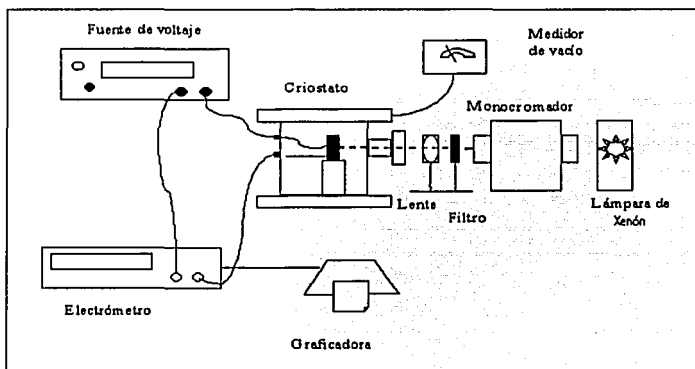 Fuente de voltaje
Medidor
de vacío
Criostato
Monocromador
Lente
Filtro
Lámpara de
Xenón
Electrómetro
Graficadora